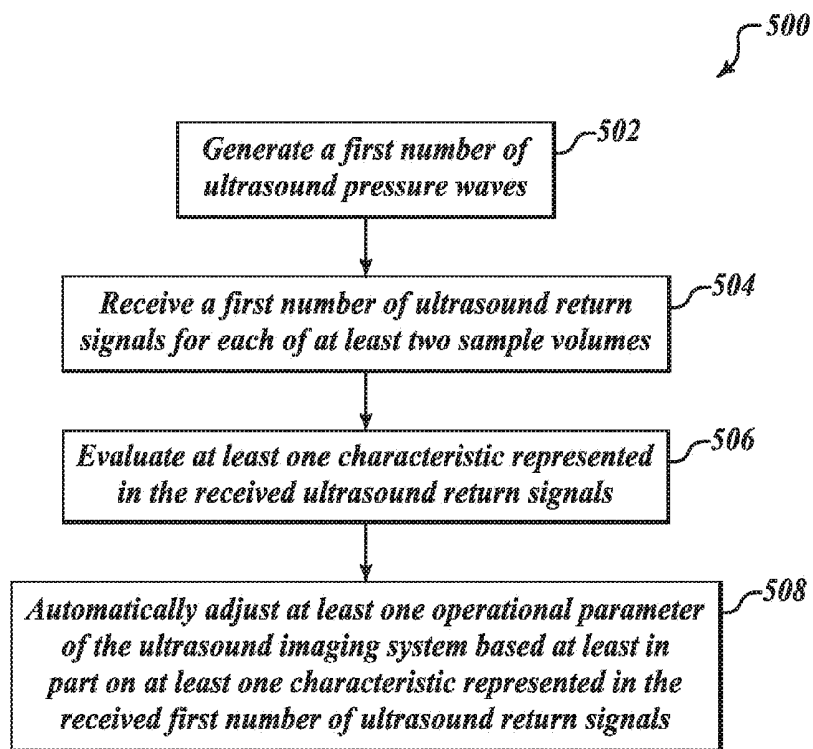 500
502
Generate a first number of
ultrasound pressure waves
504
Receive a first number of ultrasound return
signals for each of at least two sample volumes
506
Evaluate at least one characteristic represented
in the received ultrasound return signals
508
Automatically adjust at least one operational parameter
of the ultrasound imaging system based at least in
part on at least one characteristic represented in the
received first number of ultrasound return signals